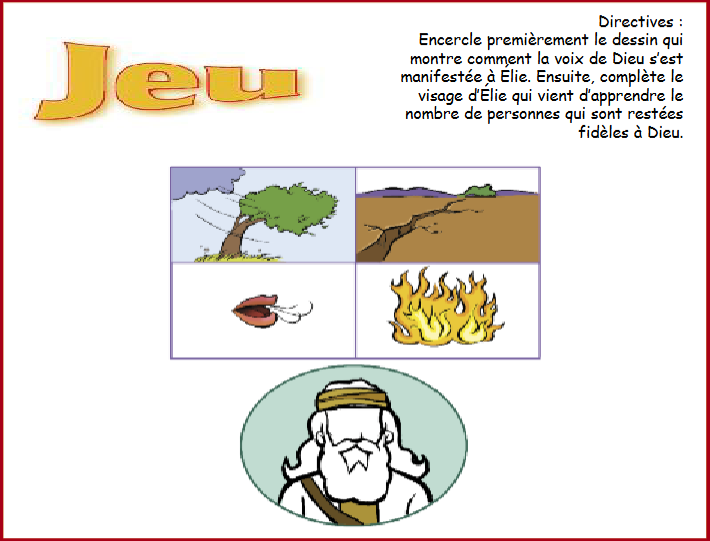 Jeu
Directives :
Encercle premièrement le dessin qui
montre comment la voix de Dieu s'est
manifestée à Elie. Ensuite, complète le
visage d'Élie qui vient d'apprendre le
nombre de personnes qui sont restées
fidèles à Dieu.